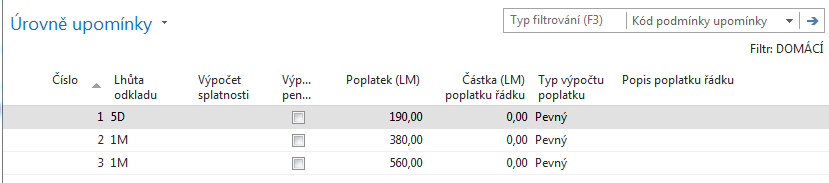 Úrovně upomínky
Typ filtrování (F3) Kód podmínky upomínky
Filtr: DOMÁCÍ
Číslo Lhůta odkladu Výpočet splatnosti Výp... pen... Poplatek (LM) Částka (LM) poplatku řádku Typ výpočtu poplatku Popis poplatku řádku
1 5D 190,00 0,00 Pevný
2 1M 380,00 0,00 Pevný
3 1M 560,00 0,00 Pevný